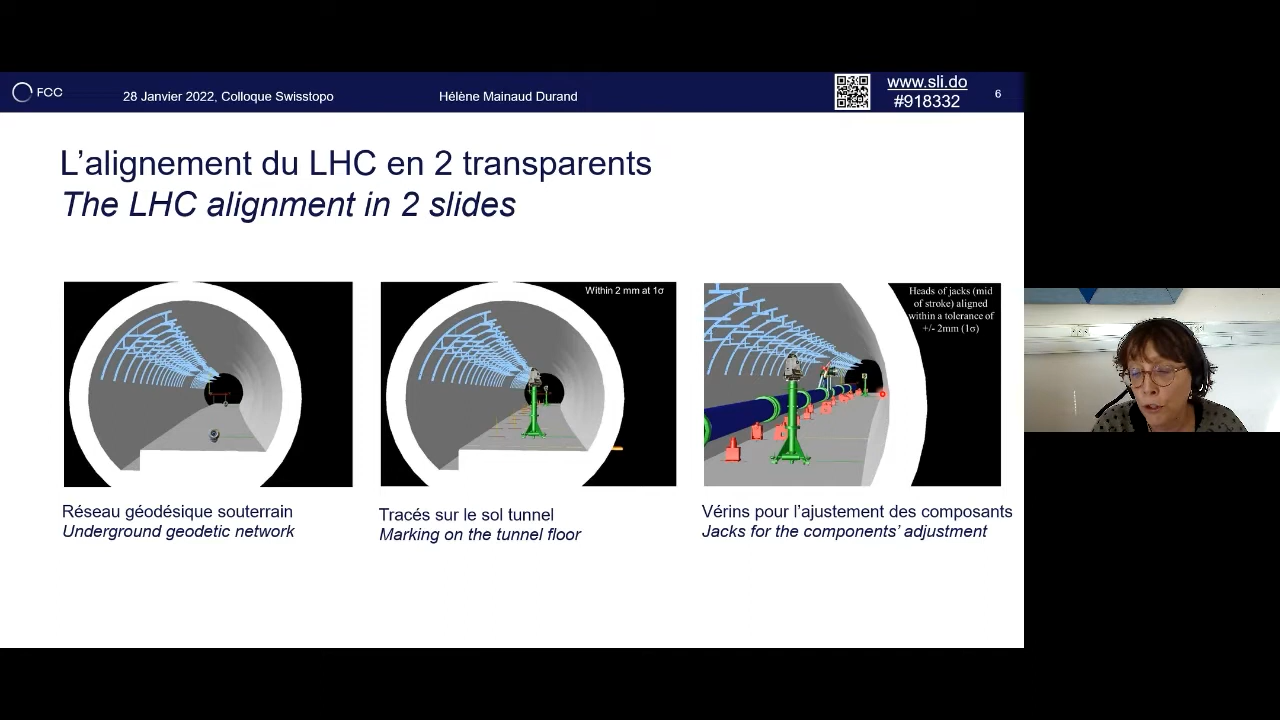 FCC
28 Janvier 2022, Colloque Swisstopo
Hélène Mainaud Durand
www.sli.do
#918332
6
L'alignement du LHC en 2 transparents
The LHC alignment in 2 slides
Within 2 mm at 1σ
Heads of jacks (mid
of stroke) aligned
within a tolerance of
+/- 2mm (1σ)
Réseau géodésique souterrain
Underground geodetic network
Tracés sur le sol tunnel
Marking on the tunnel floor
Vérins pour l'ajustement des composants
Jacks for the components' adjustment